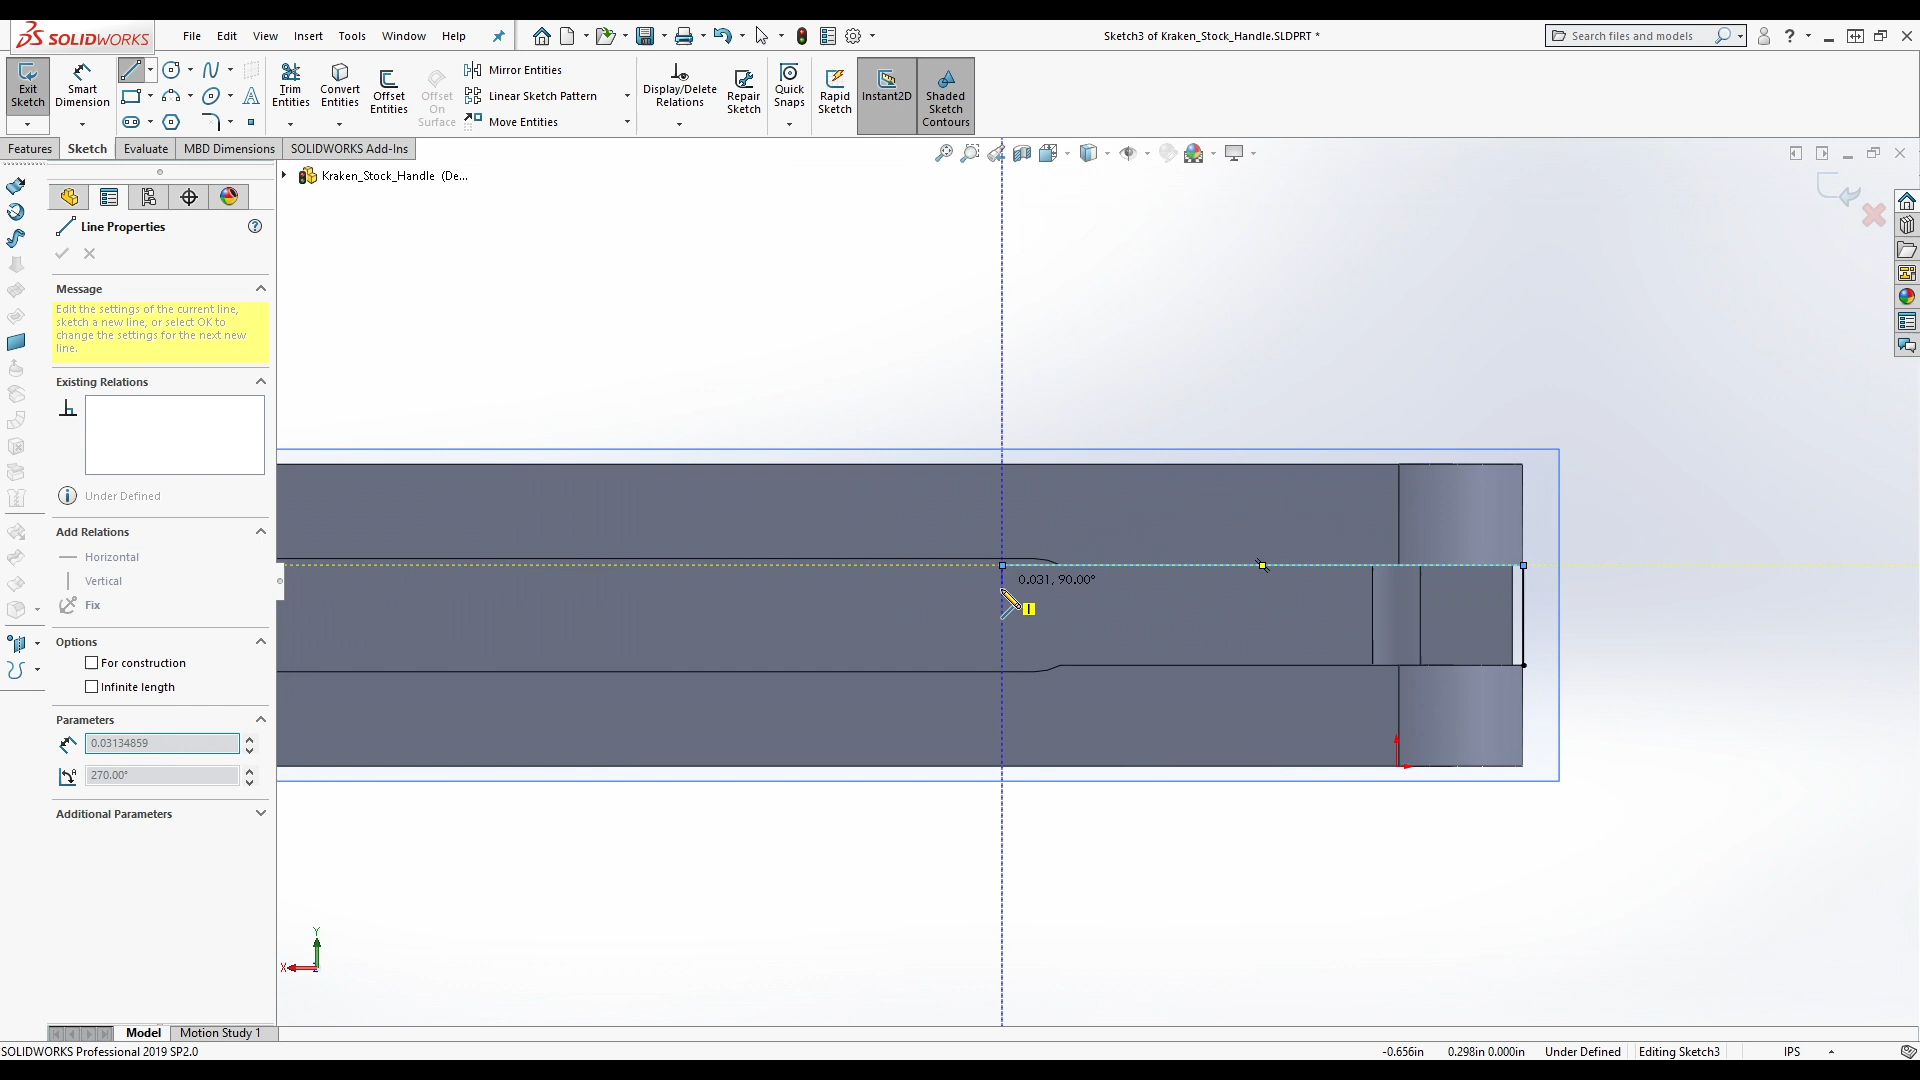 SOLIDWORKS
File Edit View Insert Tools Window Help
Sketch3 of Kraken_Stock_Handle.SLDPRT *
Search files and models
Exit Sketch
Smart Dimension
Trim Entities
Convert Entities
Offset Entities
Offset On Surface
Mirror Entities
Linear Sketch Pattern
Move Entities
Display/Delete Relations
Repair Sketch
Quick Snaps
Rapid Sketch
Instant2D
Shaded Sketch Contours
Features Sketch Evaluate MBD Dimensions SOLIDWORKS Add-Ins
Kraken_Stock_Handle (De...
Line Properties
Message
Edit the settings of the current line,
sketch a new line, or select OK to
change the settings for the next new
line.
Existing Relations
Under Defined
Add Relations
Horizontal
Vertical
Fix
Options
For construction
Infinite length
Parameters
0.03134859
270.00°
Additional Parameters
0.031, 90.00°
Y
X
Model Motion Study 1
SOLIDWORKS Professional 2019 SP2.0
-0.656in 0.298in 0.000in Under Defined Editing Sketch3 IPS